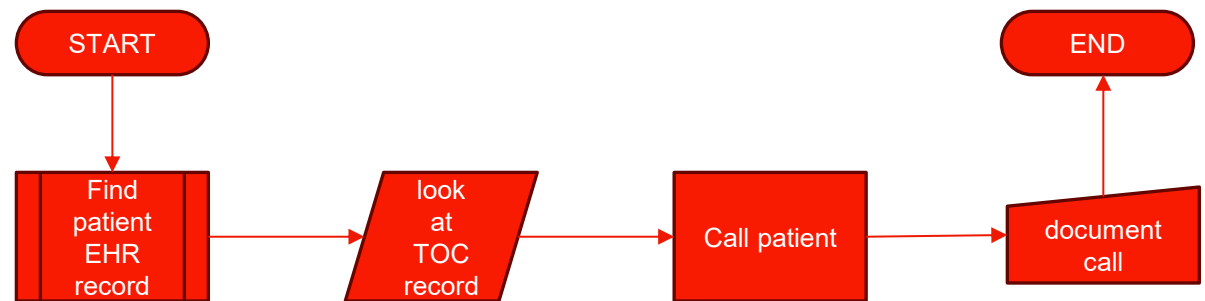 START
END
Find
patient
EHR
record
look
at
TOC
record
Call patient
document
call